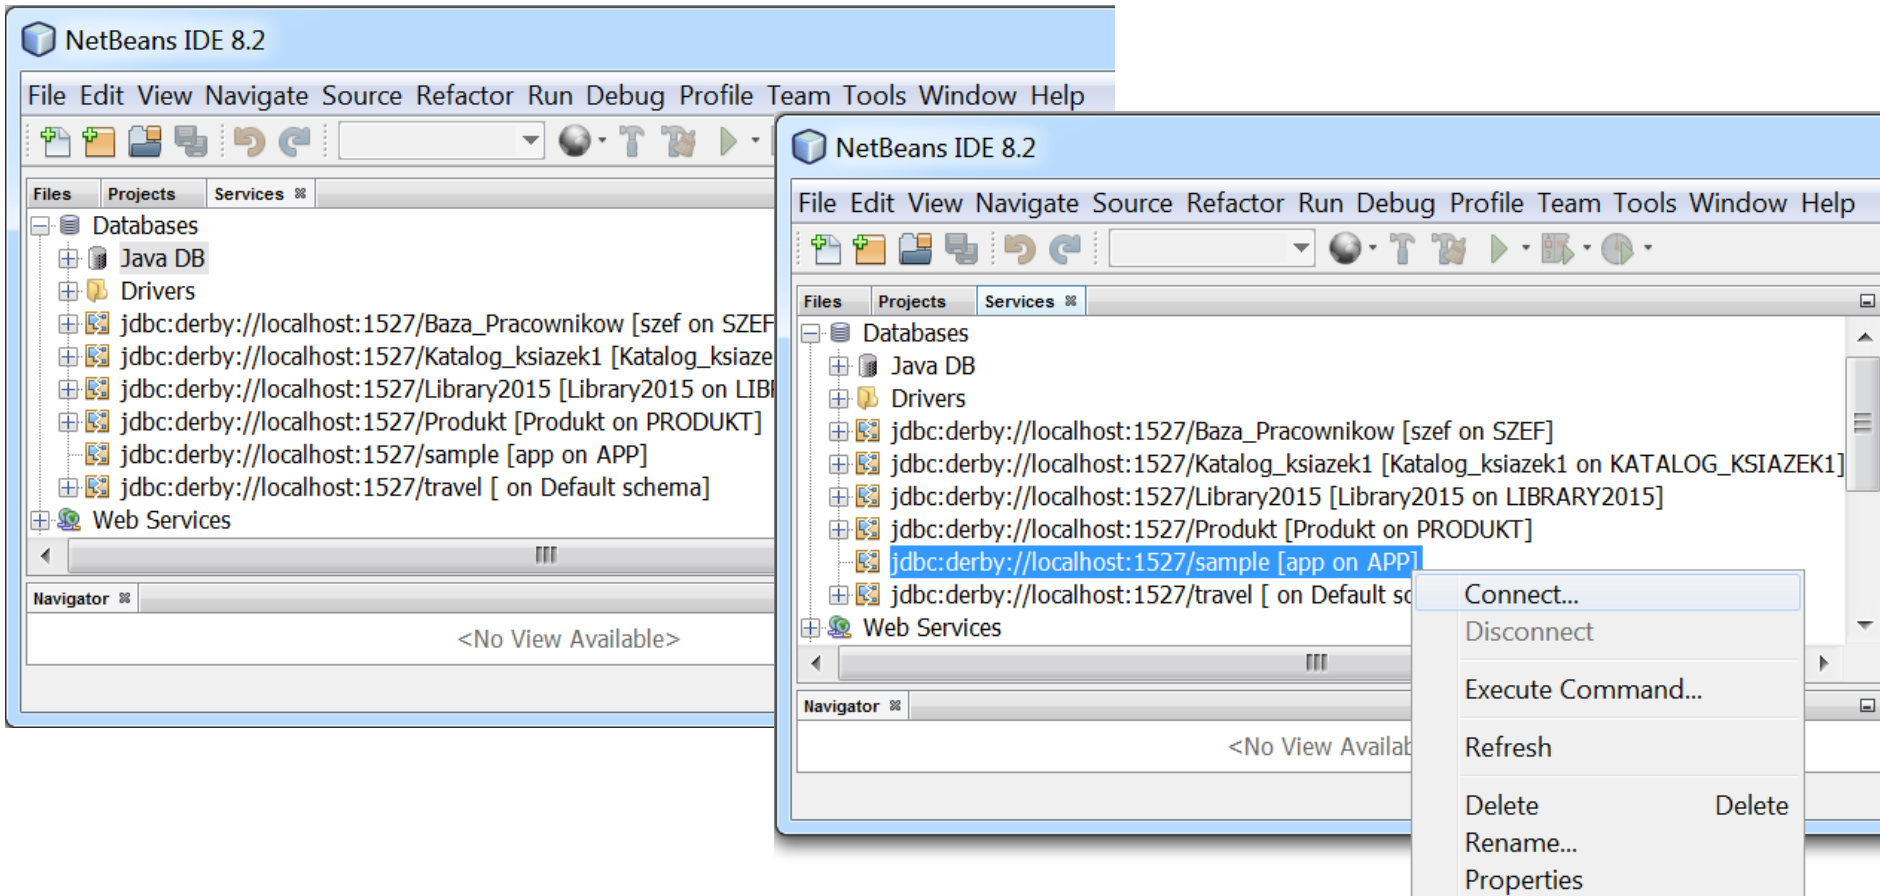 NetBeans IDE 8.2
File Edit View Navigate Source Refactor Run Debug Profile Team Tools Window Help
Files Projects Services
Databases
Java DB
Drivers
jdbc:derby://localhost:1527/Baza_Pracownikow [szef on SZEF
jdbc:derby://localhost:1527/Katalog_ksiazek1 [Katalog_ksiaze
jdbc:derby://localhost:1527/Library2015 [Library2015 on LIB
jdbc:derby://localhost:1527/Produkt [Produkt on PRODUKT]
jdbc:derby://localhost:1527/sample [app on APP]
jdbc:derby://localhost:1527/travel [ on Default schema]
Web Services
Navigator
<No View Available>
NetBeans IDE 8.2
File Edit View Navigate Source Refactor Run Debug Profile Team Tools Window Help
Files Projects Services
Databases
Java DB
Drivers
jdbc:derby://localhost:1527/Baza_Pracownikow [szef on SZEF]
jdbc:derby://localhost:1527/Katalog_ksiazek1 [Katalog_ksiazek1 on KATALOG_KSIAZEK1]
jdbc:derby://localhost:1527/Library2015 [Library2015 on LIBRARY2015]
jdbc:derby://localhost:1527/Produkt [Produkt on PRODUKT]
jdbc:derby://localhost:1527/sample [app on APP]
jdbc:derby://localhost:1527/travel [ on Default sc
Web Services
Navigator
<No View Availab
Connect...
Disconnect
Execute Command...
Refresh
Delete Delete
Rename...
Properties